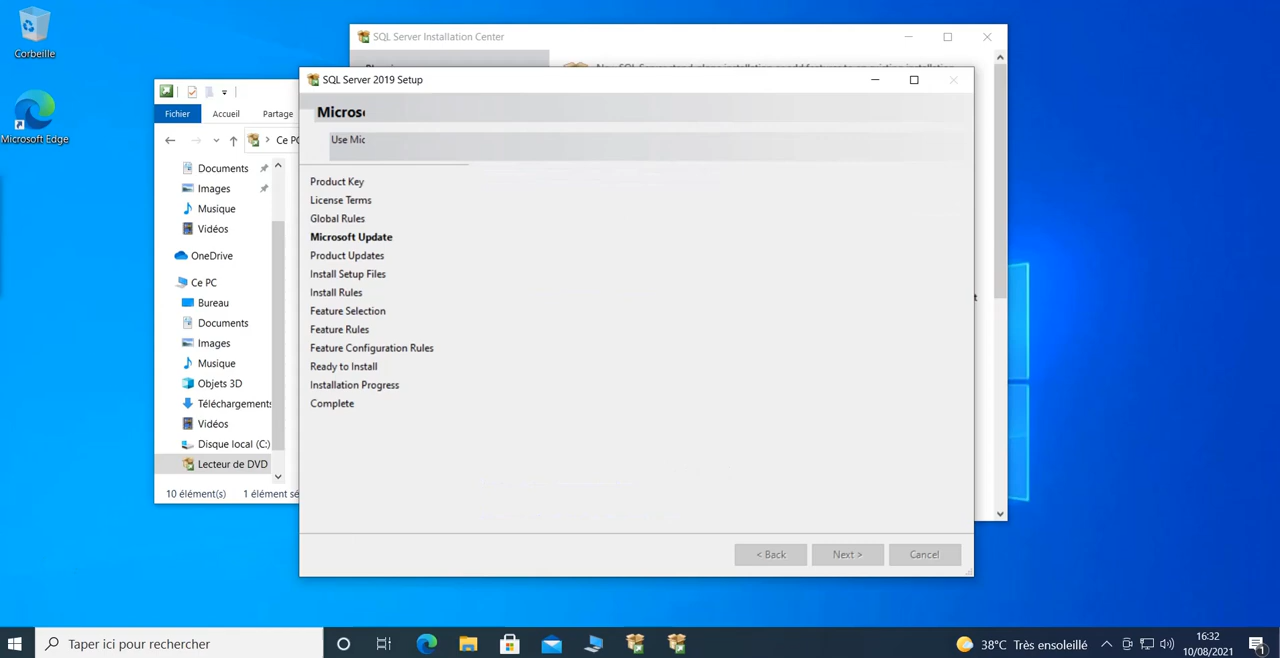 Corbeille
Microsoft Edge
SQL Server Installation Center
SQL Server 2019 Setup
Micros
Use Mic
Product Key
License Terms
Global Rules
Microsoft Update
Product Updates
Install Setup Files
Install Rules
Feature Selection
Feature Rules
Feature Configuration Rules
Ready to Install
Installation Progress
Complete
< Back
Next >
Cancel
Fichier
Accueil
Partage
Ce PC
Documents
Images
Musique
Vidéos
OneDrive
Ce PC
Bureau
Documents
Images
Musique
Objets 3D
Téléchargements
Vidéos
Disque local (C:)
Lecteur de DVD
10 élément(s)
1 élément sé
Taper ici pour rechercher
38°C Très ensoleillé
16:32
10/08/2021
1